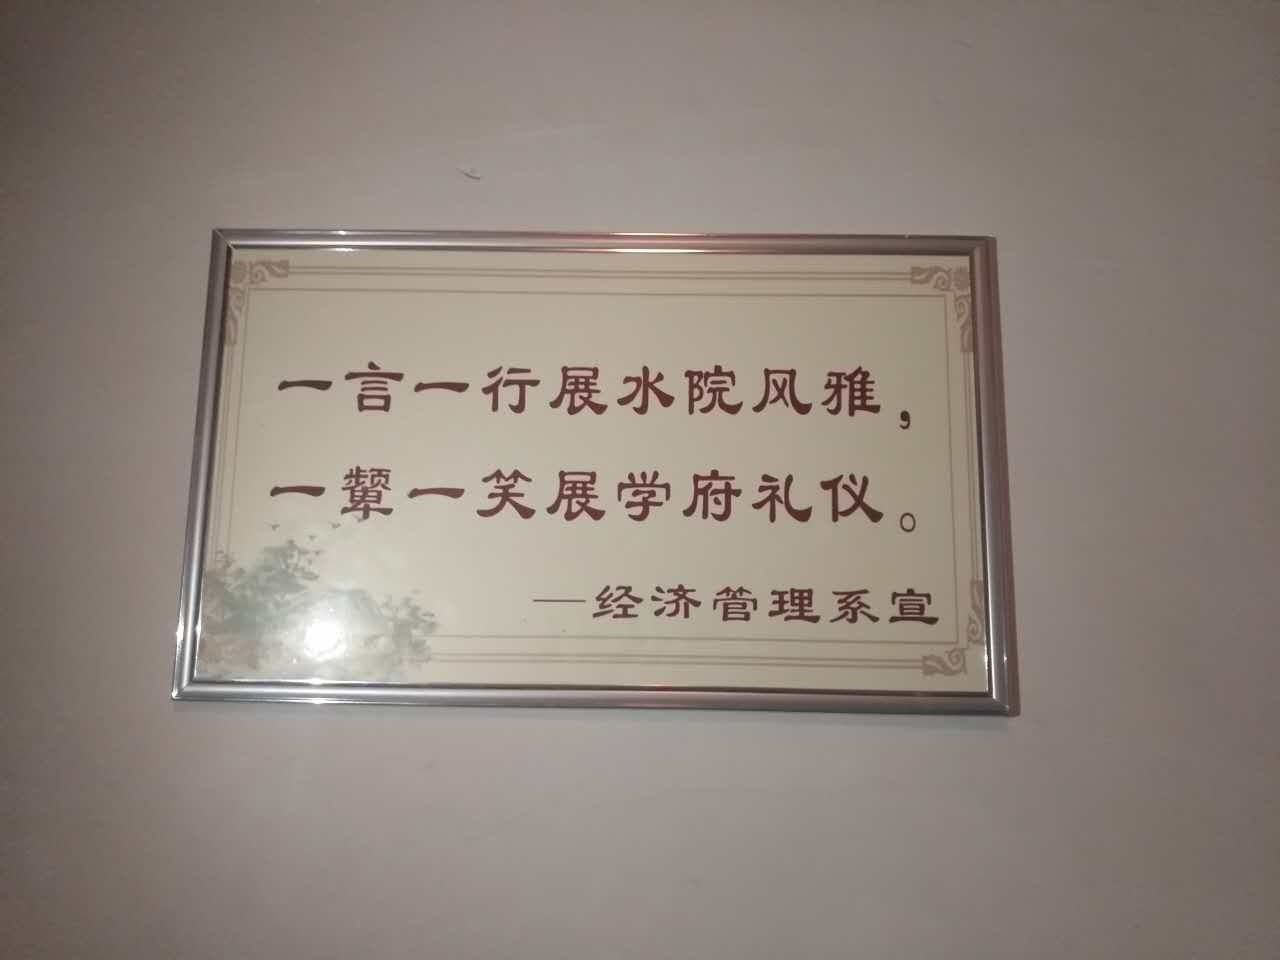 一言一行展水院风雅，
一颦一笑展学府礼仪。
—经济管理系宣